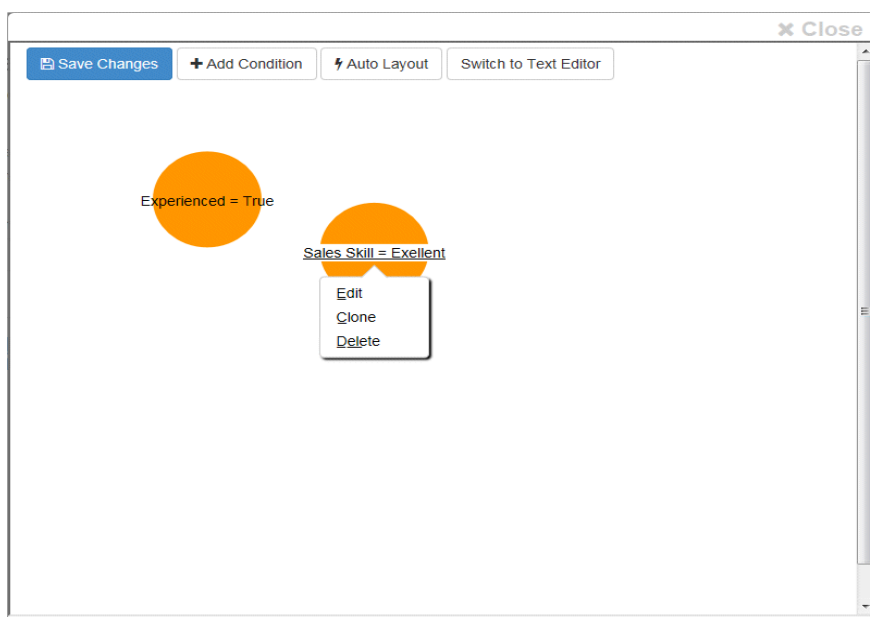 ✖ Close
Save Changes
+ Add Condition
Auto Layout
Switch to Text Editor
Experienced = True
Sales Skill = Exellent
Edit
Clone
Delete